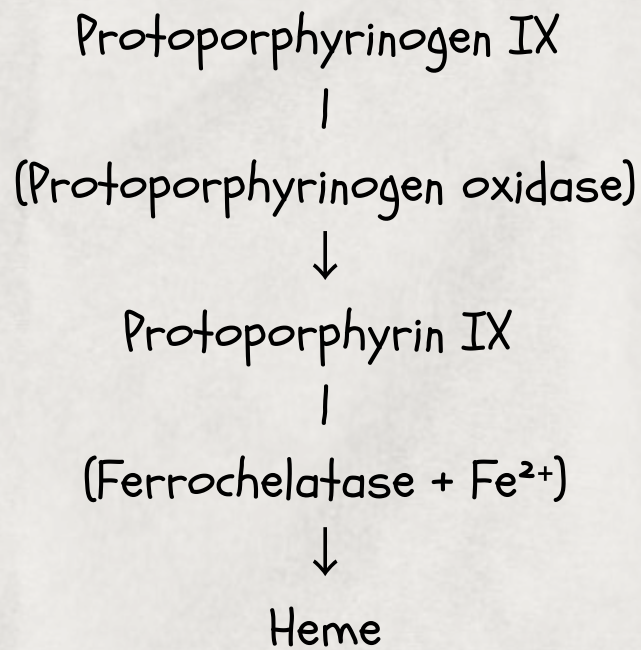 Protoporphyrinogen IX
|
(Protoporphyrinogen oxidase)
↓
Protoporphyrin IX
|
(Ferrochelatase + Fe²⁺)
↓
Heme